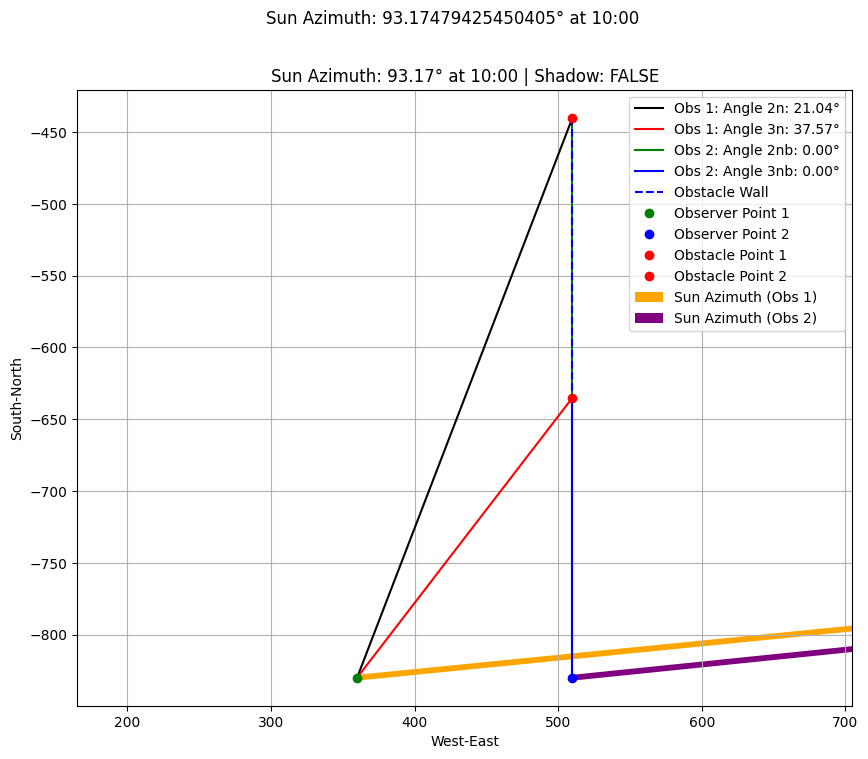 Sun Azimuth: 93.17479425450405° at 10:00
Sun Azimuth: 93.17° at 10:00 | Shadow: FALSE
Obs 1: Angle 2n: 21.04°
Obs 1: Angle 3n: 37.57°
Obs 2: Angle 2nb: 0.00°
Obs 2: Angle 3nb: 0.00°
Obstacle Wall
Observer Point 1
Observer Point 2
Obstacle Point 1
Obstacle Point 2
Sun Azimuth (Obs 1)
Sun Azimuth (Obs 2)
−450
−500
−550
−600
−650
−700
−750
−800
South-North
200 300 400 500 600 700
West-East